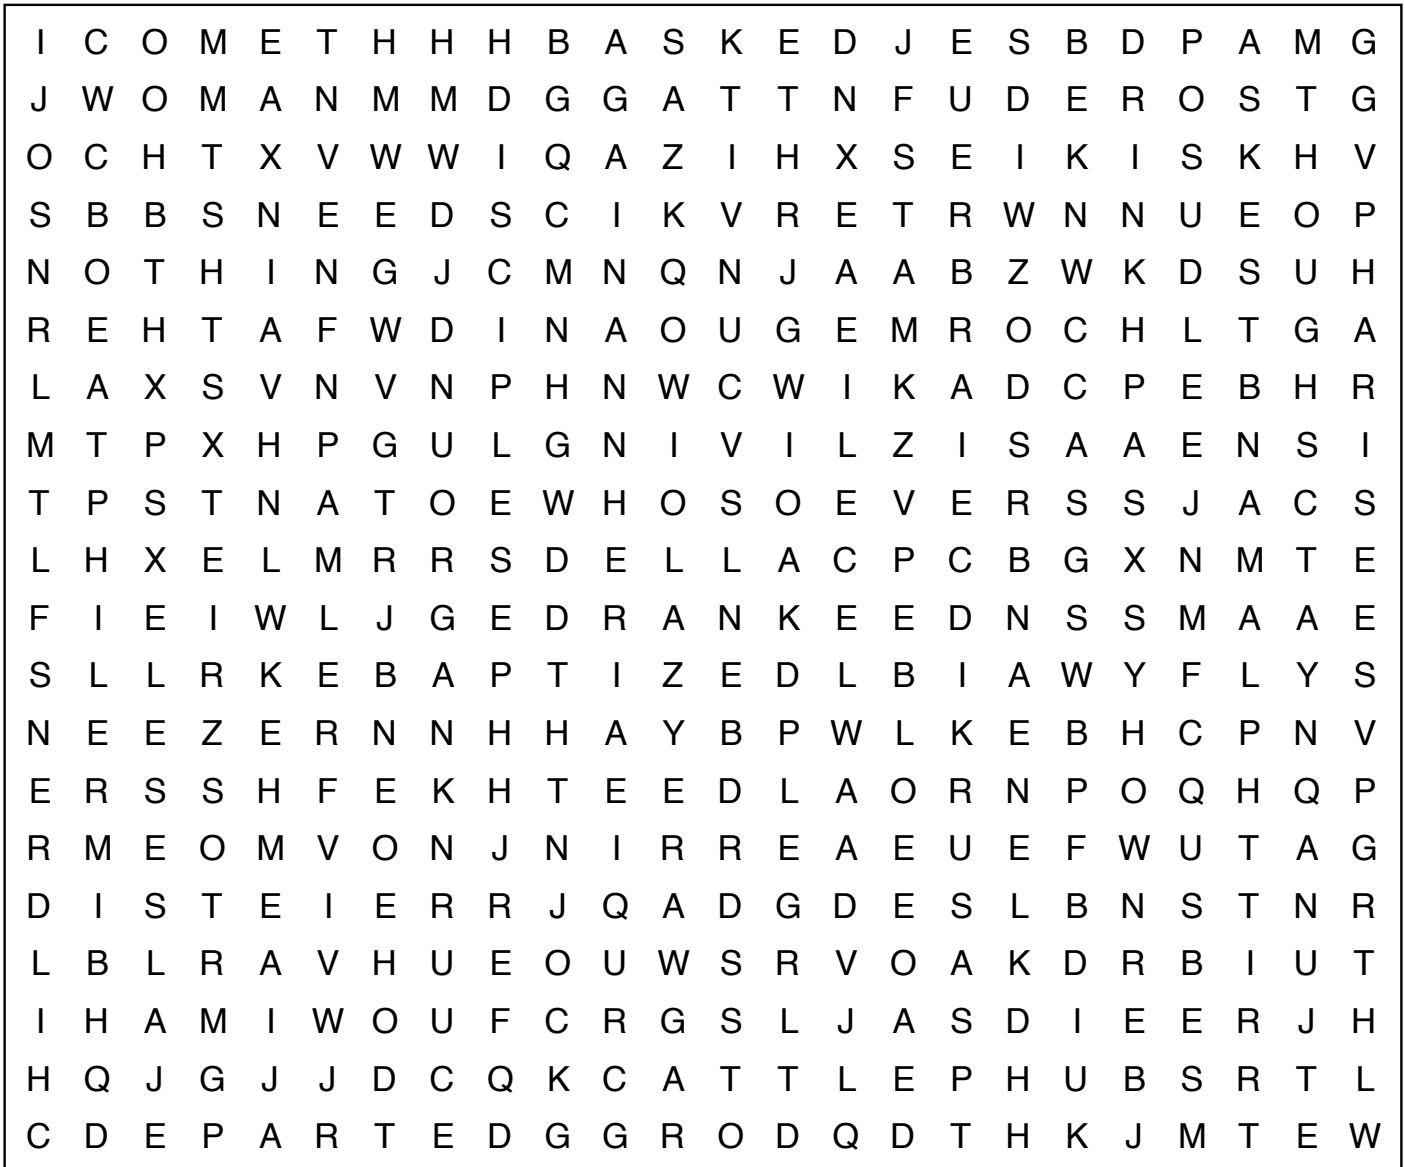 I C O M E T H H H B A S K E D J E S B D P A M G
J W O M A N M M D G G A T T N F U D E R O S T G
O C H T X V W W I Q A Z I H X S E I K I S K H V
S B B S N E E D S C I K V R E T R W N N U E O P
N O T H I N G J C M N Q N J A A B Z W K D S U H
R E H T A F W D I N A O U G E M R O C H L T G A
L A X S V N V N P H N W C W I K A D C P E B H R
M T P X H P G U L G N I V I L Z I S A A E N S I
T P S T N A T O E W H O S O E V E R S S J A C S
L H X E L M R R S D E L L A C P C B G X N M T E
F I E I W L J G E D R A N K E E D N S S M A A E
S L L R K E B A P T I Z E D L B I A W Y F L Y S
N E E Z E R N N H H A Y B P W L K E B H C P N V
E R S S H F E K H T E E D L A O R N P O Q H Q P
R M E O M V O N J N I R R E A E U E F W U T A G
D I S T E I E R R J Q A D G D E S L B N S T N R
L B L R A V H U E O U W S R V O A K D R B I U T
I H A M I W O U F C R G S L J A S D I E E R J H
H Q J G J J D C Q K C A T T L E P H U B S R T L
C D E P A R T E D G G R O D Q D T H K J M T E W